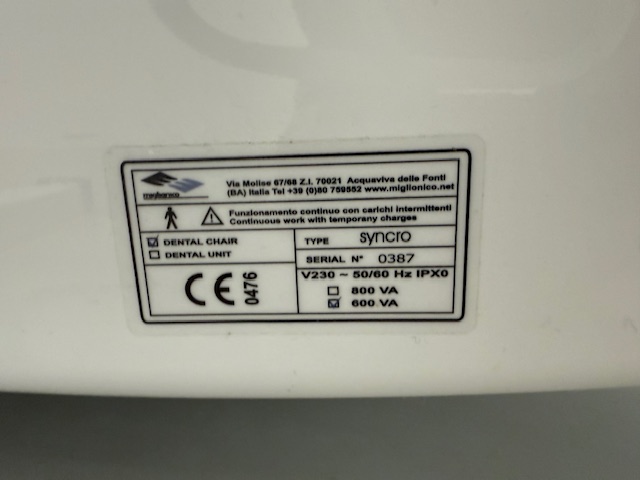 miglionico
Via Molise 67/68 Z.I. 70021 Acquaviva delle Fonti
(BA) Italia Tel +39 (0)80 759552 www.miglionico.net
Funzionamento continuo con carichi intermittenti
Continuous work with temporany charges
DENTAL CHAIR
DENTAL UNIT
TYPE syncro
SERIAL N° 0387
CE 0476
V230 ~ 50/60 Hz IPX0
800 VA
600 VA